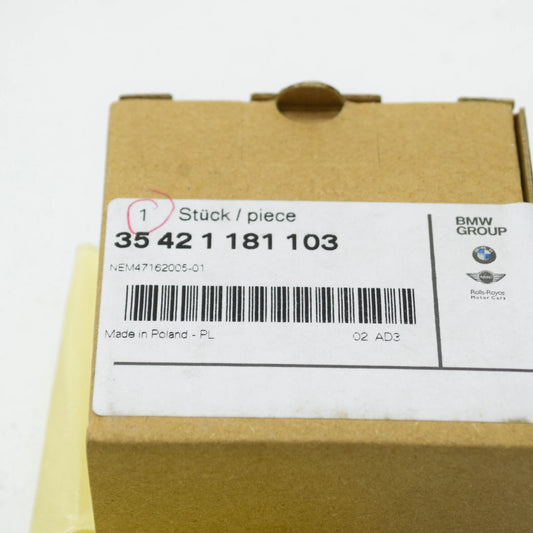 1 Stück / piece
35 42 1 181 103
NEM47162005-01
Made in Poland - PL
02 AD3
BMW
GROUP
Rolls-Royce
Motor Cars